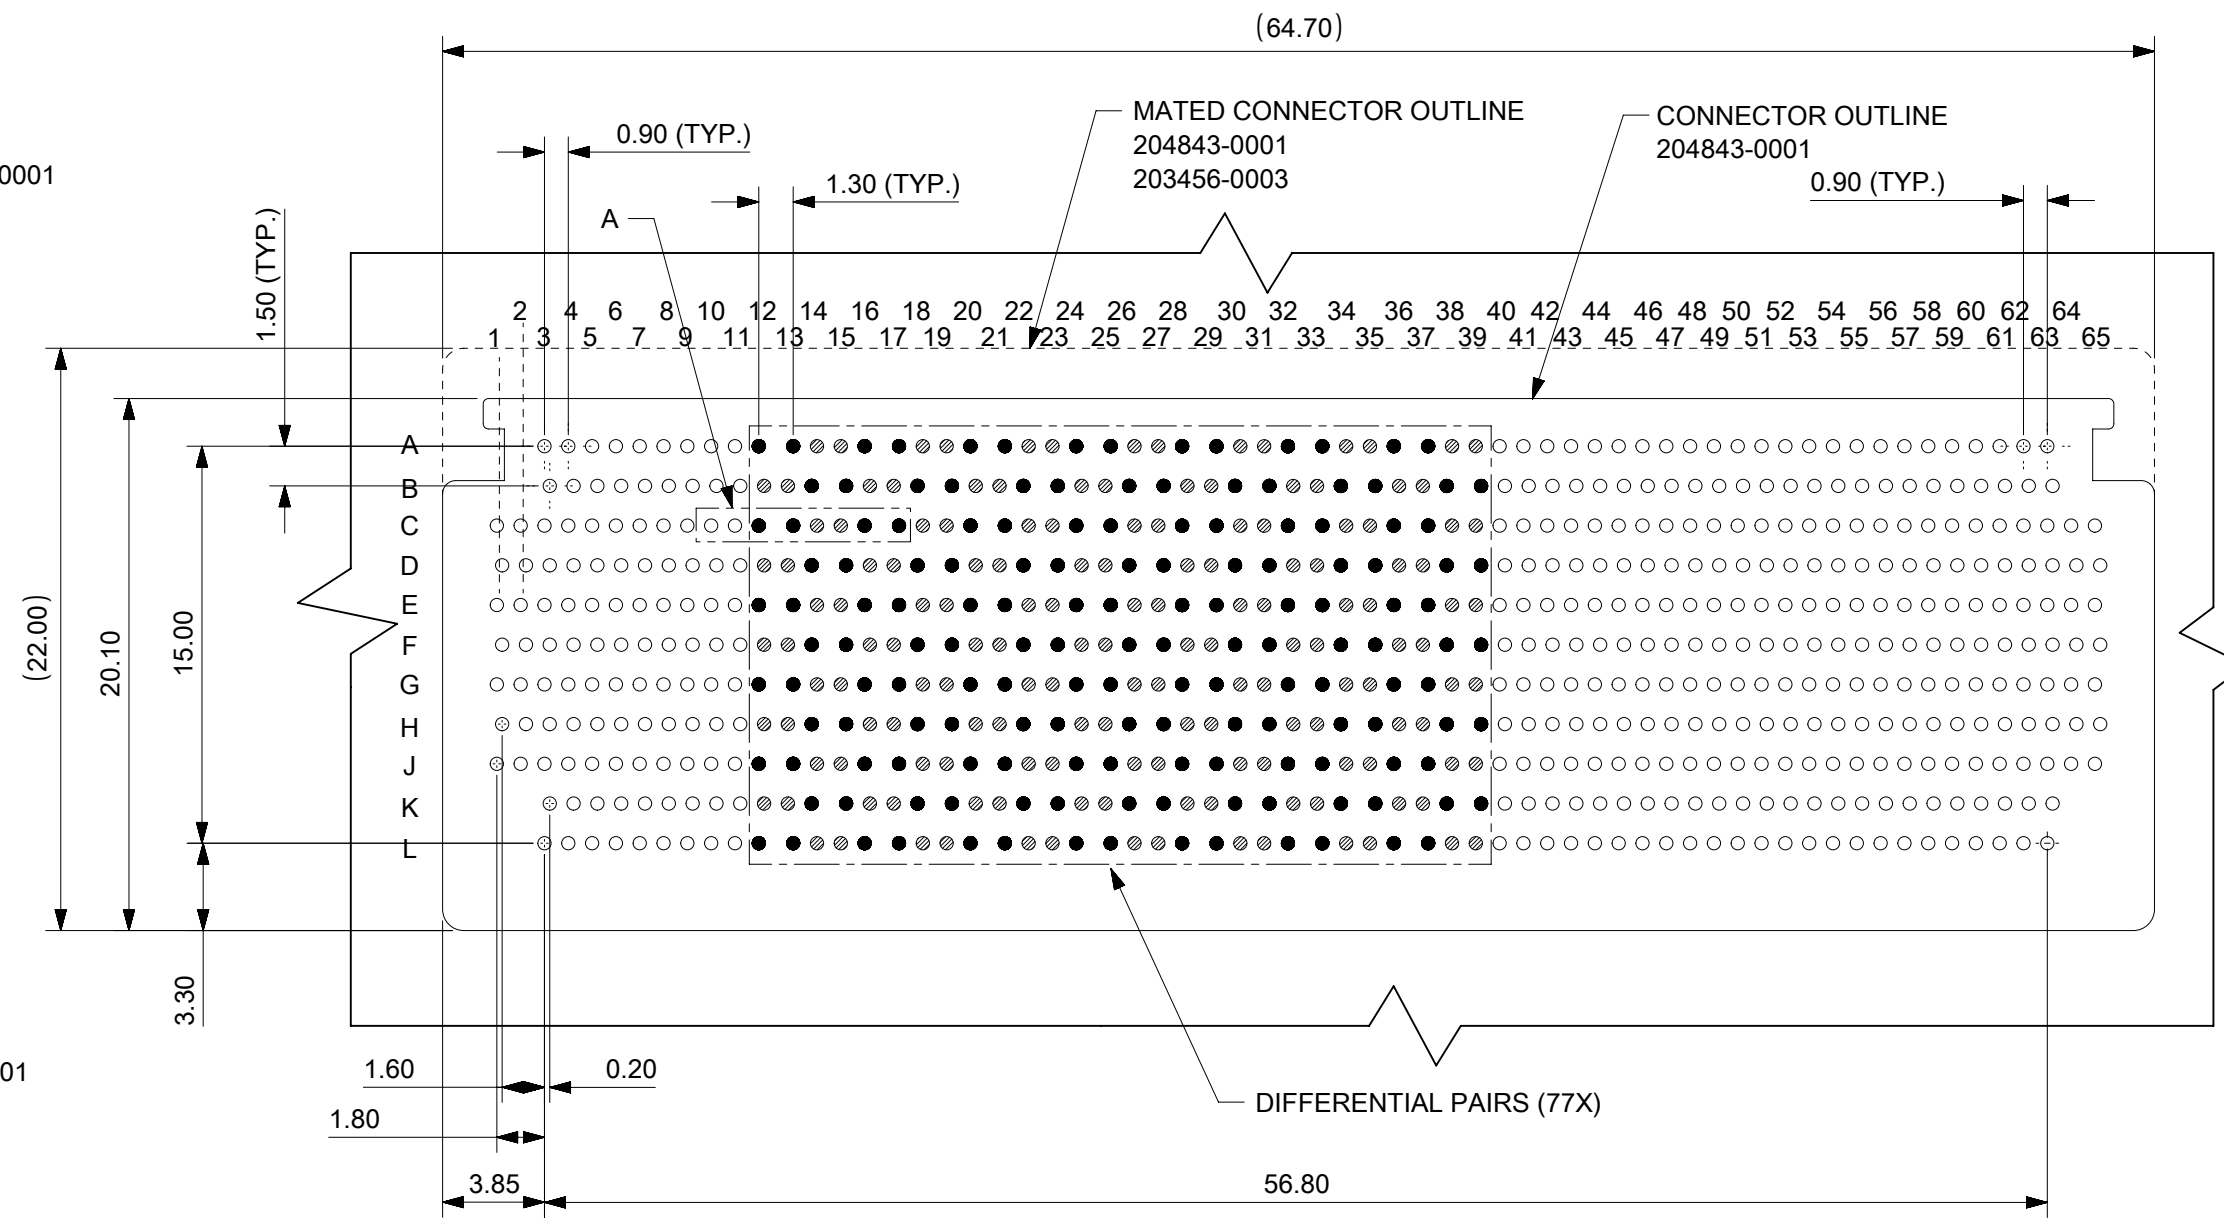 (64.70)
MATED CONNECTOR OUTLINE
204843-0001
203456-0003
CONNECTOR OUTLINE
204843-0001
0.90 (TYP.)
1.30 (TYP.)
0.90 (TYP.)
0001
A
1.50 (TYP.)
2 4 6 8 10 12 14 16 18 20 22 24 26 28 30 32 34 36 38 40 42 44 46 48 50 52 54 56 58 60 62 64
1 3 5 7 9 11 13 15 17 19 21 23 25 27 29 31 33 35 37 39 41 43 45 47 49 51 53 55 57 59 61 63 65
A
B
C
D
E
F
G
H
J
K
L
(22.00)
20.10
15.00
3.30
01
1.60
0.20
1.80
3.85
56.80
DIFFERENTIAL PAIRS (77X)